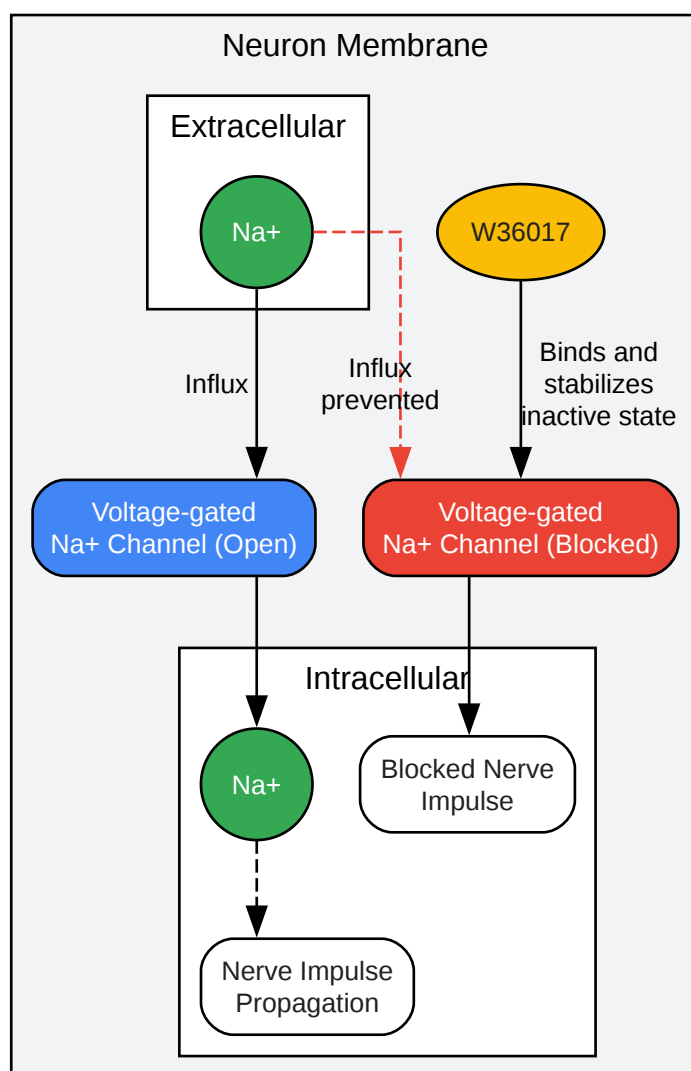 Neuron Membrane
Extracellular
Na+
W36017
Influx
Influx
prevented
Binds and
stabilizes
inactive state
Voltage-gated
Na+ Channel (Open)
Voltage-gated
Na+ Channel (Blocked)
Intracellular
Na+
Blocked Nerve
Impulse
Nerve Impulse
Propagation